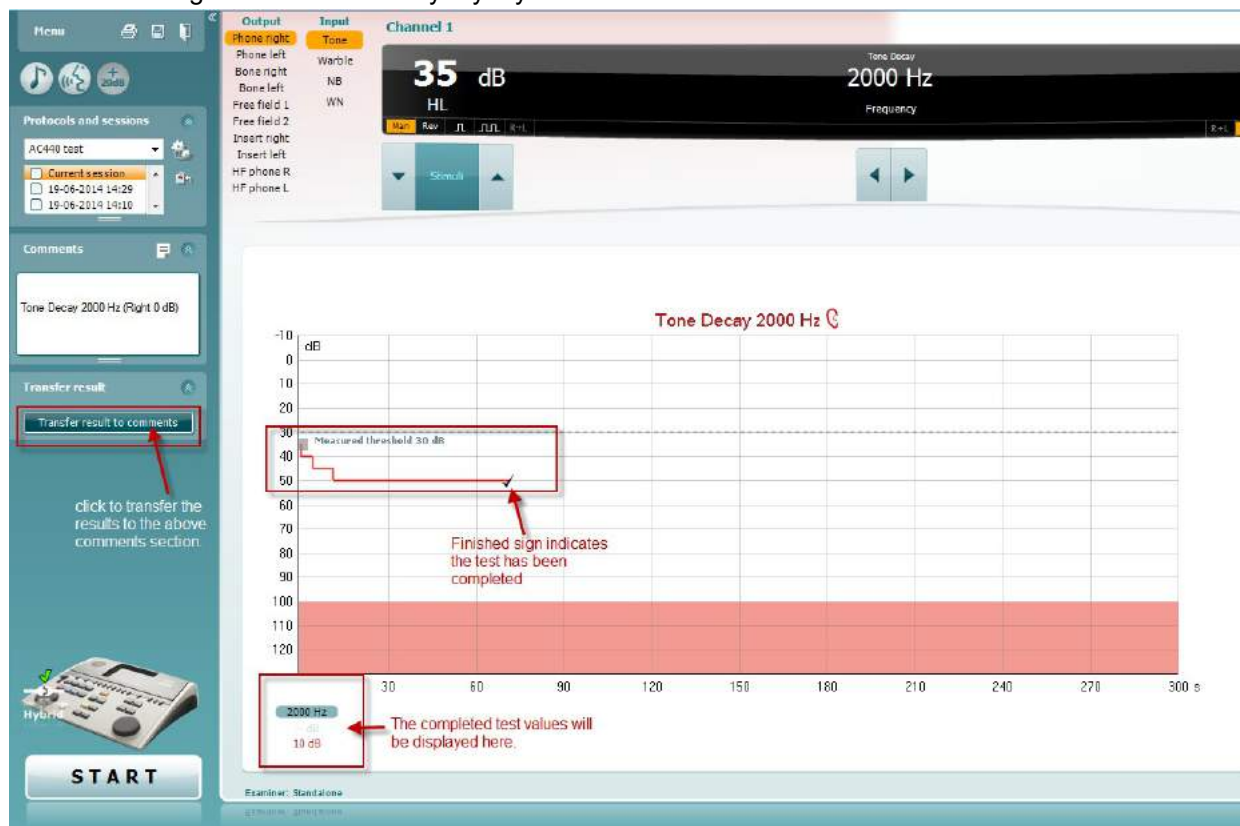 Menu
20dB
Protocols and sessions
AC440 test
Current session
19-06-2014 14:29
19-06-2014 14:10
Comments
Tone Decay 2000 Hz (Right 0 dB)
Transfer result
Transfer result to comments
click to transfer the
results to the above
comments section.
Hybrid
START
Output
Phone right
Phone left
Bone right
Bone left
Free field 1
Free field 2
Insert right
Insert left
HF phone R
HF phone L
Input
Tone
Warble
NB
WN
Channel 1
35 dB
HL
Man Rev R+L
Tone Decay
2000 Hz
Frequency
R+L
Stimuli
Tone Decay 2000 Hz
dB
-10
0
10
20
30
40
50
60
70
80
90
100
110
120
Measured threshold 30 dB
Finished sign indicates
the test has been
completed
30 60 90 120 150 180 210 240 270 300 s
2000 Hz
dB
10 dB
The completed test values will
be displayed here.
Examiner: Standalone